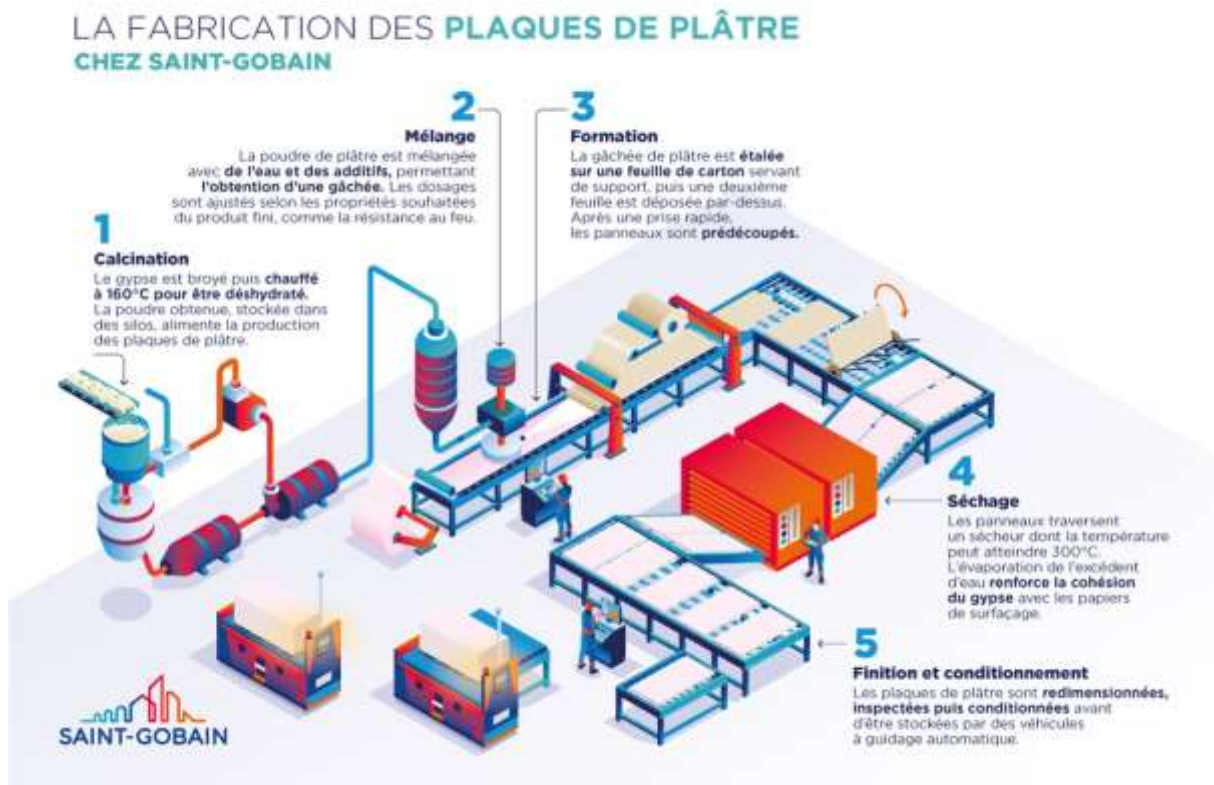 LA FABRICATION DES PLAQUES DE PLÂTRE
CHEZ SAINT-GOBAIN
1
Calcination
Le gypse est broyé puis chauffé
à 160°C pour être déshydraté.
La poudre obtenue, stockée dans
des silos, alimente la production
des plaques de plâtre.
2
Mélange
La poudre de plâtre est mélangée
avec de l'eau et des additifs, permettant
l'obtention d'une gâchée. Les dosages
sont ajustés selon les propriétés souhaitées
du produit fini, comme la résistance au feu.
3
Formation
La gâchée de plâtre est étalée
sur une feuille de carton servant
de support, puis une deuxième
feuille est déposée par-dessus.
Après une prise rapide,
les panneaux sont prédécoupés.
4
Séchage
Les panneaux traversent
un sécheur dont la température
peut atteindre 300°C.
L'évaporation de l'excédent
d'eau renforce la cohésion
du gypse avec les papiers
de surfaçage.
5
Finition et conditionnement
Les plaques de plâtre sont redimensionnées,
inspectées puis conditionnées avant
d'être stockées par des véhicules
à guidage automatique.
SAINT-GOBAIN